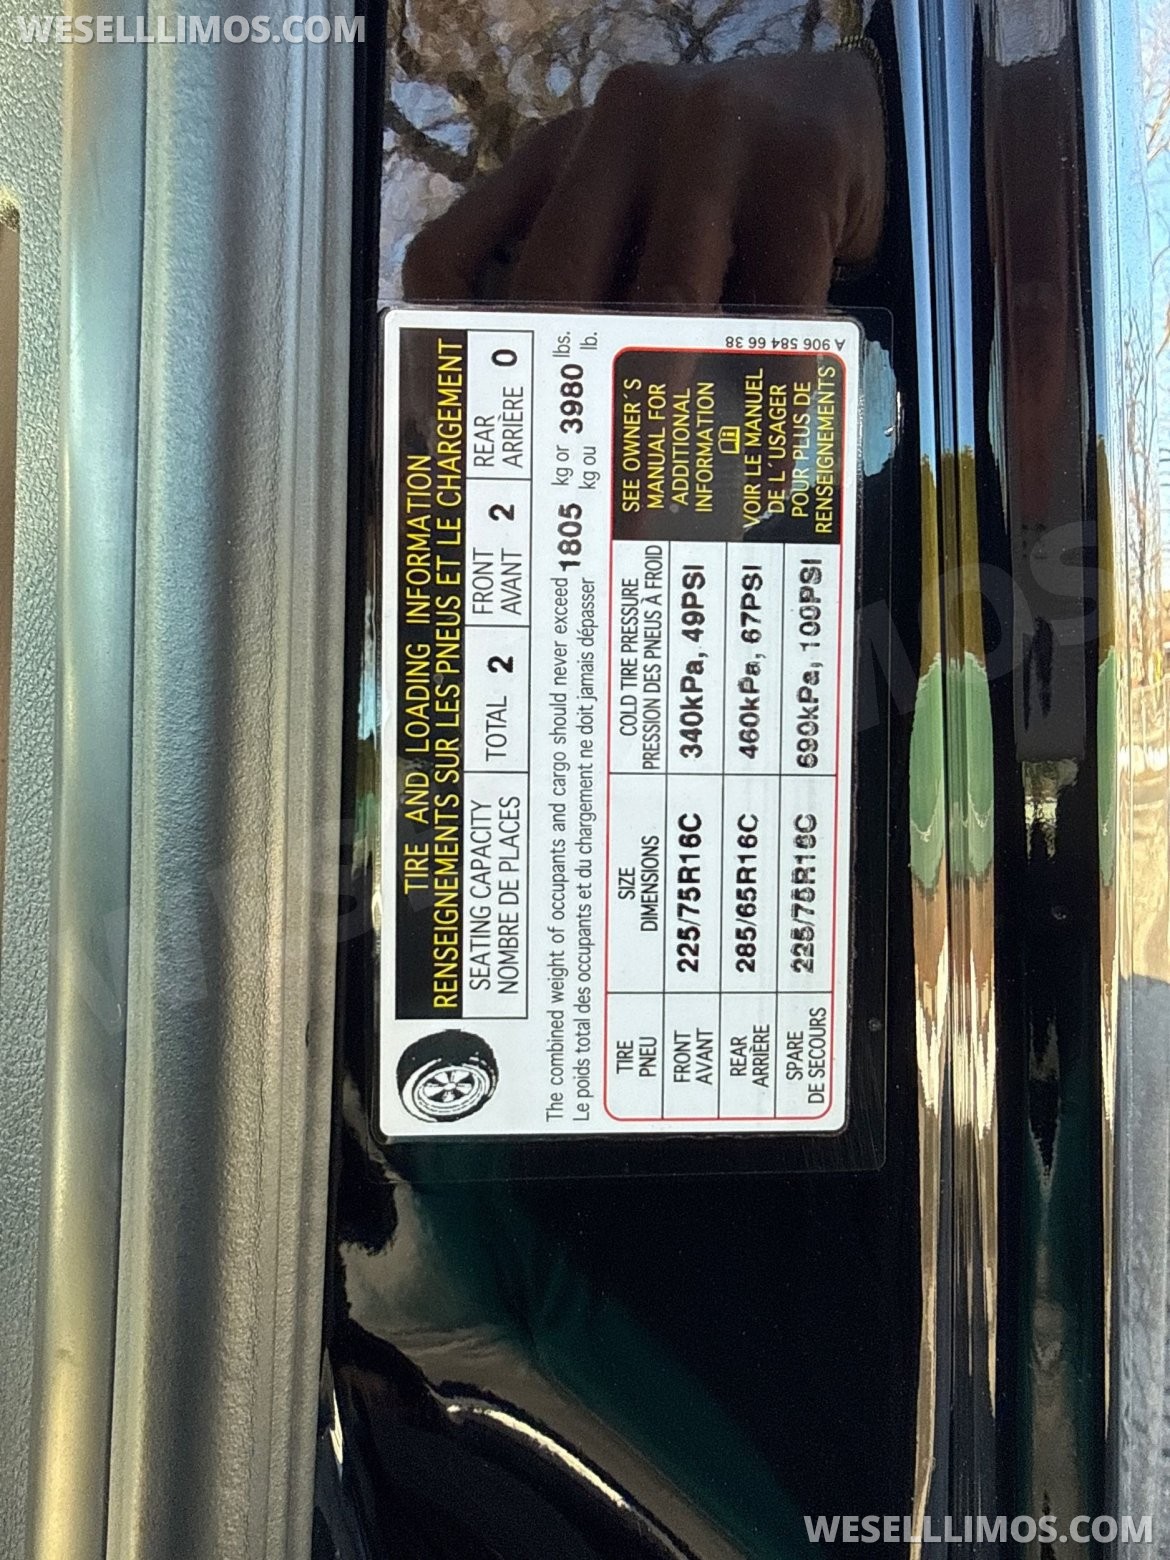 WESELLLIMOS.COM
TIRE AND LOADING INFORMATION
RENSEIGNEMENTS SUR LES PNEUS ET LE CHARGEMENT
SEATING CAPACITY
NOMBRE DE PLACES
TOTAL 2
FRONT
AVANT 2
REAR
ARRIÈRE 0
The combined weight of occupants and cargo should never exceed 1805 kg or 3980 lbs.
Le poids total des occupants et du chargement ne doit jamais dépasser kg ou lb.
TIRE
PNEU
SIZE
DIMENSIONS
COLD TIRE PRESSURE
PRESSION DES PNEUS À FROID
FRONT
AVANT
225/75R16C
340kPa, 49PSI
REAR
ARRIÈRE
285/65R16C
460kPa, 67PSI
SPARE
DE SECOURS
225/75R16C
690kPa, 100PSI
SEE OWNER´S
MANUAL FOR
ADDITIONAL
INFORMATION
VOIR LE MANUEL
DE L´USAGER
POUR PLUS DE
RENSEIGNEMENTS
A 906 584 66 38
WESELLLIMOS.COM